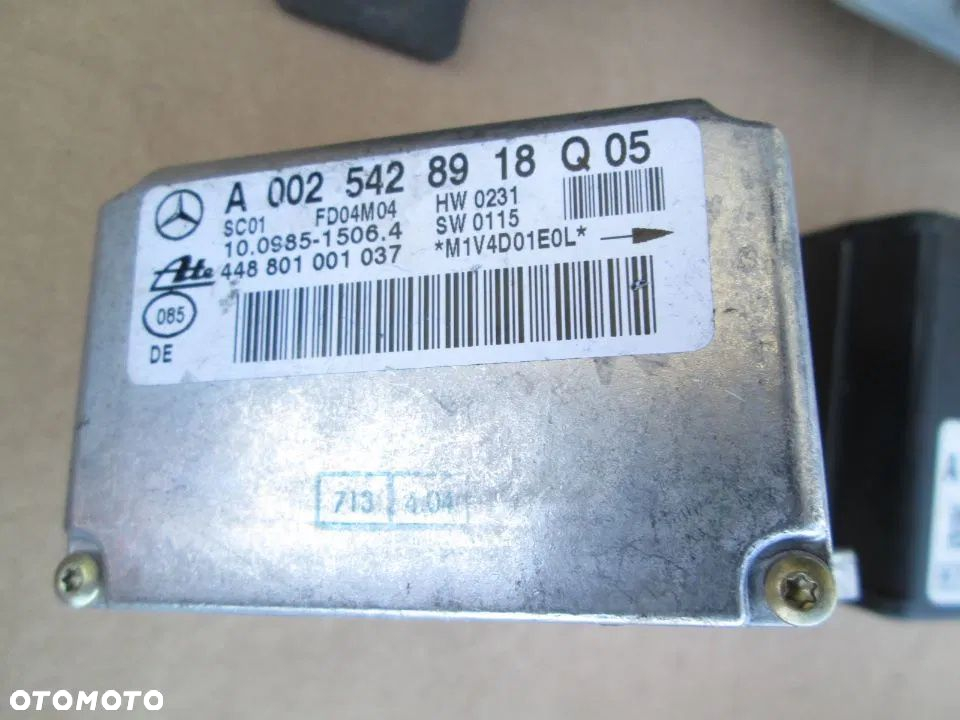 A 002 542 89 18 Q 05
SC01 FD04M04 HW 0231
10.0985-1506.4 SW 0115
Ate 448 801 001 037 *M1V4D01E0L*
085
DE
713 4.04
A
OTOMOTO